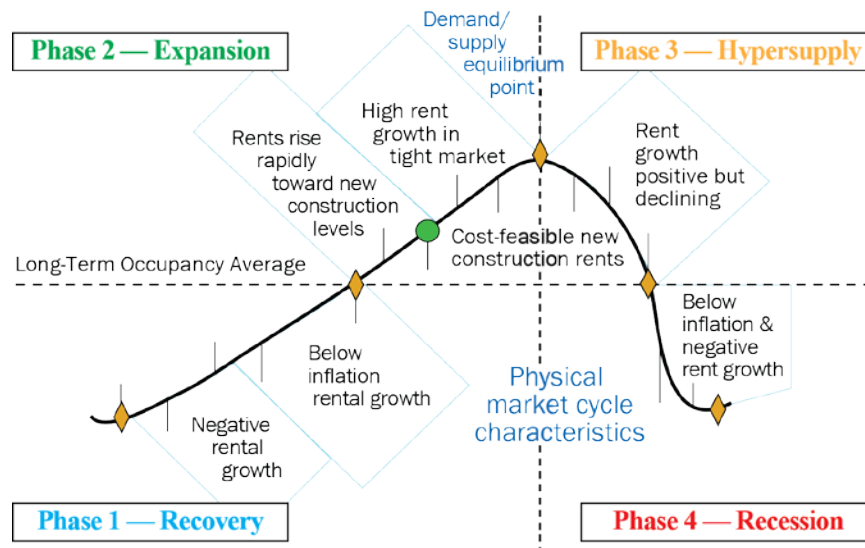 Phase 2 — Expansion
Demand/
supply
equilibrium
point
Phase 3 — Hypersupply
High rent
growth in
tight market
Rents rise
rapidly
toward new
construction
levels
Rent
growth
positive but
declining
Cost-feasible new
construction rents
Long-Term Occupancy Average
Below
inflation &
negative
rent growth
Below
inflation
rental growth
Physical
market cycle
characteristics
Negative
rental
growth
Phase 1 — Recovery
Phase 4 — Recession